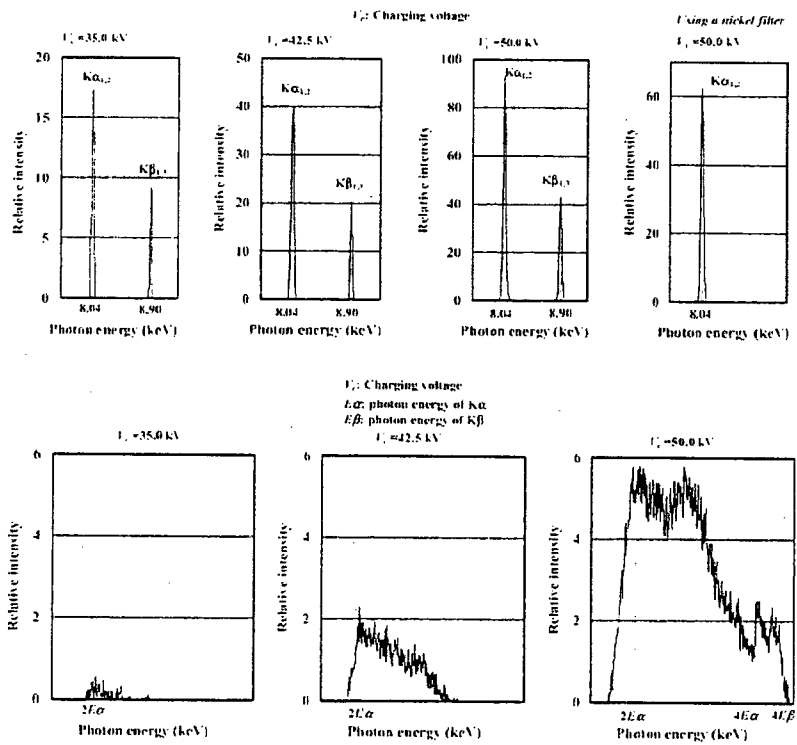 Vc: Charging voltage
Using a nickel filter
Vc =35.0 kV
Vc =42.5 kV
Vc =50.0 kV
Vc =50.0 kV
20
15
10
5
0
Kα1,2
Kβ1,3
Relative intensity
8.04 8.90
Photon energy (keV)
50
40
30
20
10
0
Kα1,2
Kβ1,3
Relative intensity
8.04 8.90
Photon energy (keV)
100
80
60
40
20
0
Kα1,2
Kβ1,3
Relative intensity
8.04 8.90
Photon energy (keV)
60
40
20
0
Kα1,2
Relative intensity
8.04
Photon energy (keV)
Vc: Charging voltage
Eα: photon energy of Kα
Eβ: photon energy of Kβ
Vc =35.0 kV
Vc =42.5 kV
Vc =50.0 kV
6
4
2
0
Relative intensity
2Eα
Photon energy (keV)
6
4
2
0
Relative intensity
2Eα
Photon energy (keV)
6
4
2
0
Relative intensity
2Eα 4Eα 4Eβ
Photon energy (keV)